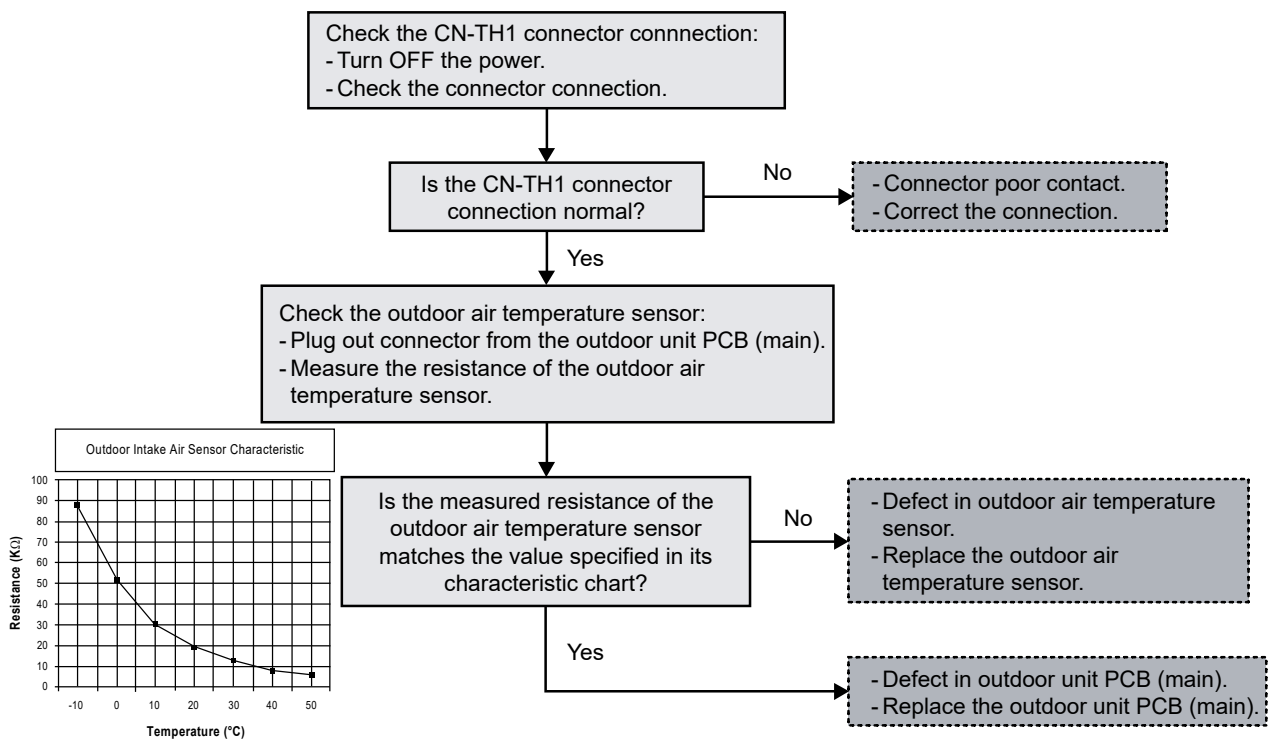 Check the CN-TH1 connector connnection:
- Turn OFF the power.
- Check the connector connection.
Is the CN-TH1 connector
connection normal?
No
- Connector poor contact.
- Correct the connection.
Yes
Check the outdoor air temperature sensor:
- Plug out connector from the outdoor unit PCB (main).
- Measure the resistance of the outdoor air
temperature sensor.
Outdoor Intake Air Sensor Characteristic
Resistance (KΩ)
100
90
80
70
60
50
40
30
20
10
0
-10 0 10 20 30 40 50
Temperature (°C)
Is the measured resistance of the
outdoor air temperature sensor
matches the value specified in its
characteristic chart?
No
- Defect in outdoor air temperature
sensor.
- Replace the outdoor air
temperature sensor.
Yes
- Defect in outdoor unit PCB (main).
- Replace the outdoor unit PCB (main).